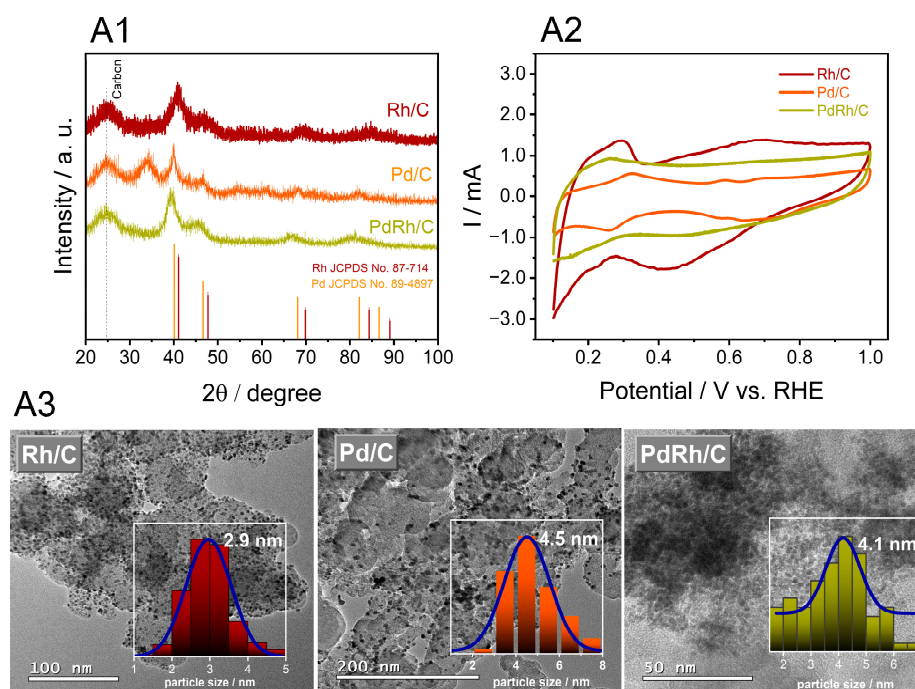 A1
A2
Intensity / a. u.
Carbon
Rh/C
Pd/C
PdRh/C
Rh JCPDS No. 87-714
Pd JCPDS No. 89-4897
20 30 40 50 60 70 80 90 100
2θ / degree
I / mA
3.0
2.0
1.0
0.0
−1.0
−2.0
−3.0
Rh/C
Pd/C
PdRh/C
0.2 0.4 0.6 0.8 1.0
Potential / V vs. RHE
A3
Rh/C
2.9 nm
1 2 3 4 5
particle size / nm
100 nm
Pd/C
4.5 nm
2 4 6 8
particle size / nm
200 nm
PdRh/C
4.1 nm
2 3 4 5 6
particle size / nm
50 nm